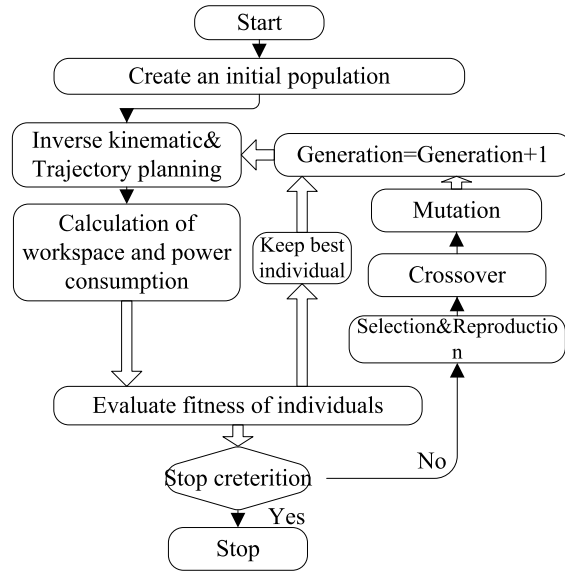 Start
Create an initial population
Inverse kinematic&
Trajectory planning
Generation=Generation+1
Calculation of
workspace and power
consumption
Keep best
individual
Mutation
Crossover
Selection&Reproductio
n
Evaluate fitness of individuals
Stop creterition
No
Yes
Stop